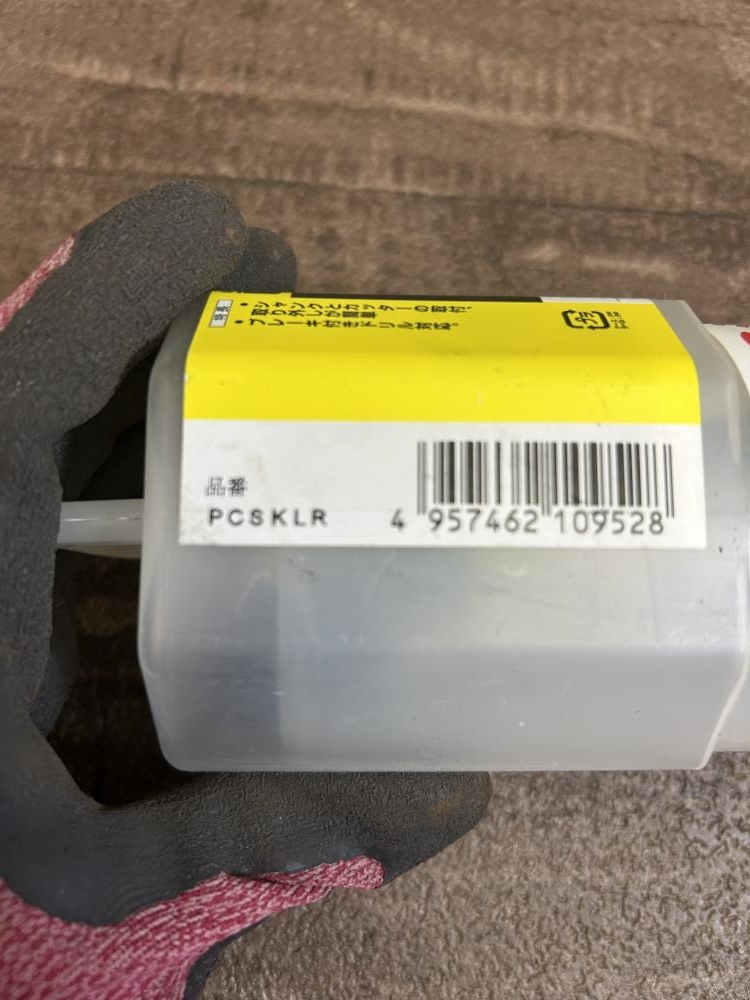 特長
・シャンクとカッターの取付、
取り外しが簡単
・ブレーキ付きドリル対応。
プラ
品番
PCSKLR
4 957462 109528